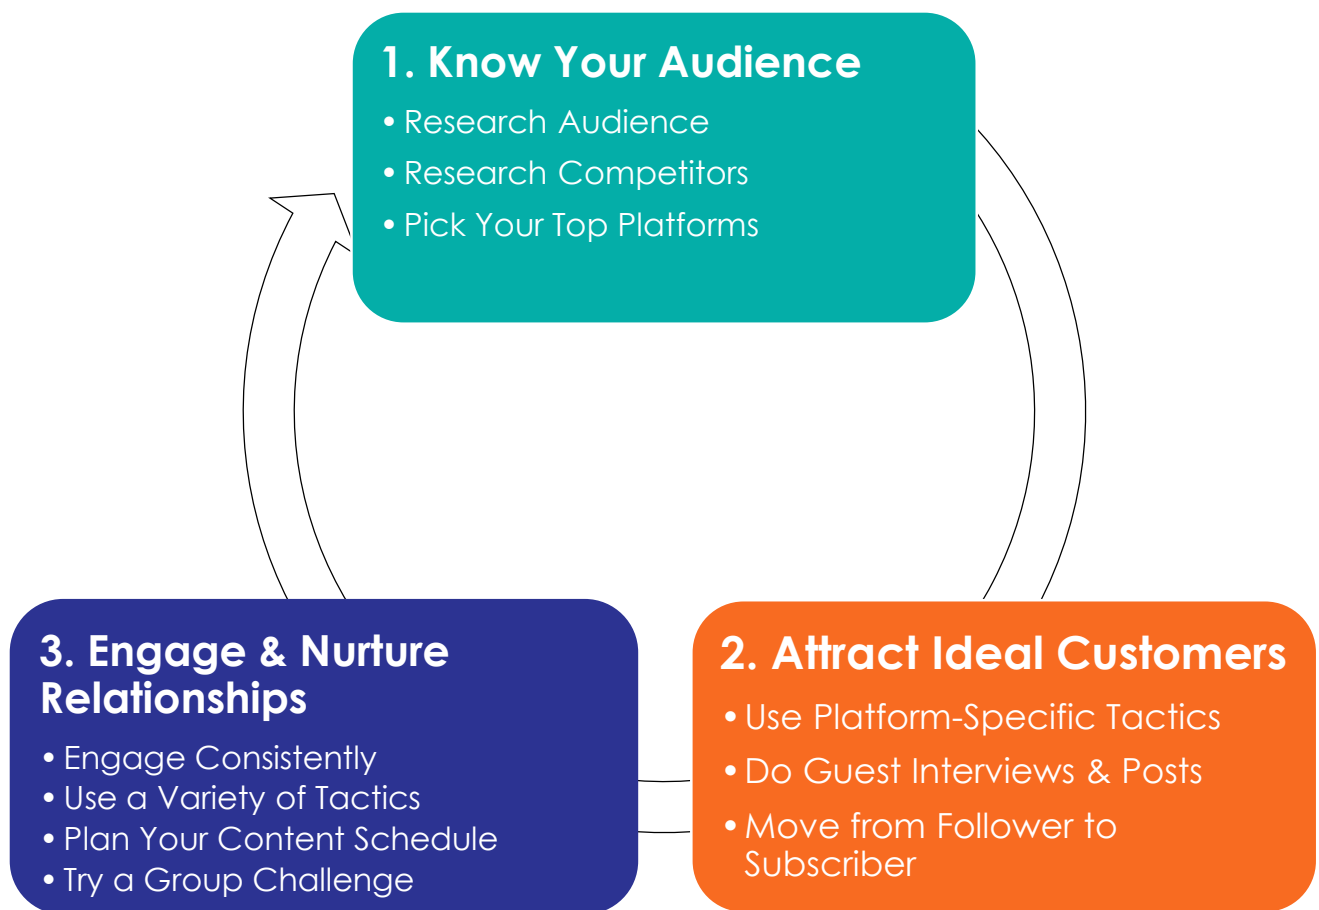 1. Know Your Audience
• Research Audience
• Research Competitors
• Pick Your Top Platforms
2. Attract Ideal Customers
• Use Platform-Specific Tactics
• Do Guest Interviews & Posts
• Move from Follower to
Subscriber
3. Engage & Nurture
Relationships
• Engage Consistently
• Use a Variety of Tactics
• Plan Your Content Schedule
• Try a Group Challenge